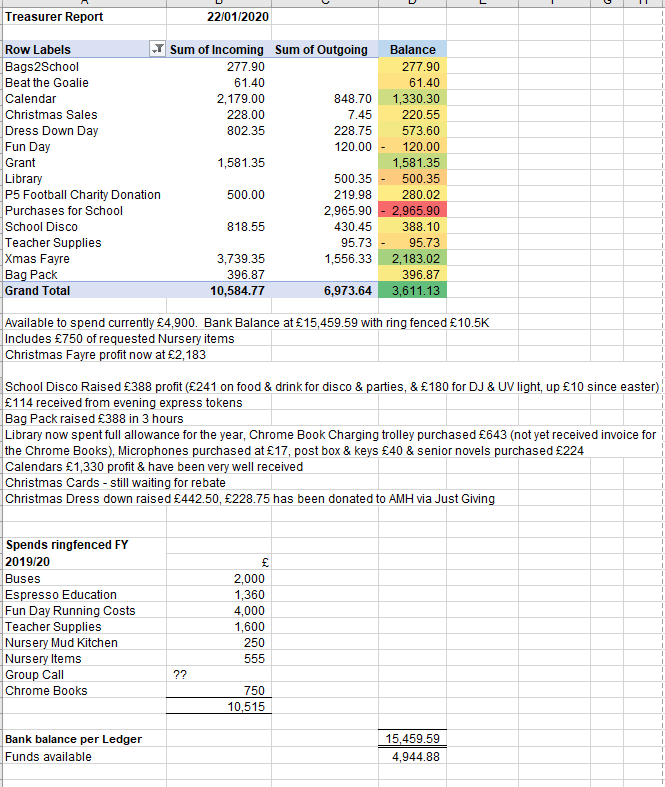 Treasurer Report 22/01/2020
Row Labels Sum of Incoming Sum of Outgoing Balance
Bags2School 277.90 277.90
Beat the Goalie 61.40 61.40
Calendar 2,179.00 848.70 1,330.30
Christmas Sales 228.00 7.45 220.55
Dress Down Day 802.35 228.75 573.60
Fun Day 120.00 - 120.00
Grant 1,581.35 1,581.35
Library 500.35 - 500.35
P5 Football Charity Donation 500.00 219.98 280.02
Purchases for School 2,965.90 - 2,965.90
School Disco 818.55 430.45 388.10
Teacher Supplies 95.73 - 95.73
Xmas Fayre 3,739.35 1,556.33 2,183.02
Bag Pack 396.87 396.87
Grand Total 10,584.77 6,973.64 3,611.13
Available to spend currently £4,900. Bank Balance at £15,459.59 with ring fenced £10.5K
Includes £750 of requested Nursery items
Christmas Fayre profit now at £2,183
School Disco Raised £388 profit (£241 on food & drink for disco & parties, & £180 for DJ & UV light, up £10 since easter)
£114 received from evening express tokens
Bag Pack raised £388 in 3 hours
Library now spent full allowance for the year, Chrome Book Charging trolley purchased £643 (not yet received invoice for
the Chrome Books), Microphones purchased at £17, post box & keys £40 & senior novels purchased £224
Calendars £1,330 profit & have been very well received
Christmas Cards - still waiting for rebate
Christmas Dress down raised £442.50, £228.75 has been donated to AMH via Just Giving
Spends ringfenced FY
2019/20 £
Buses 2,000
Espresso Education 1,360
Fun Day Running Costs 4,000
Teacher Supplies 1,600
Nursery Mud Kitchen 250
Nursery Items 555
Group Call ??
Chrome Books 750
10,515
Bank balance per Ledger 15,459.59
Funds available 4,944.88